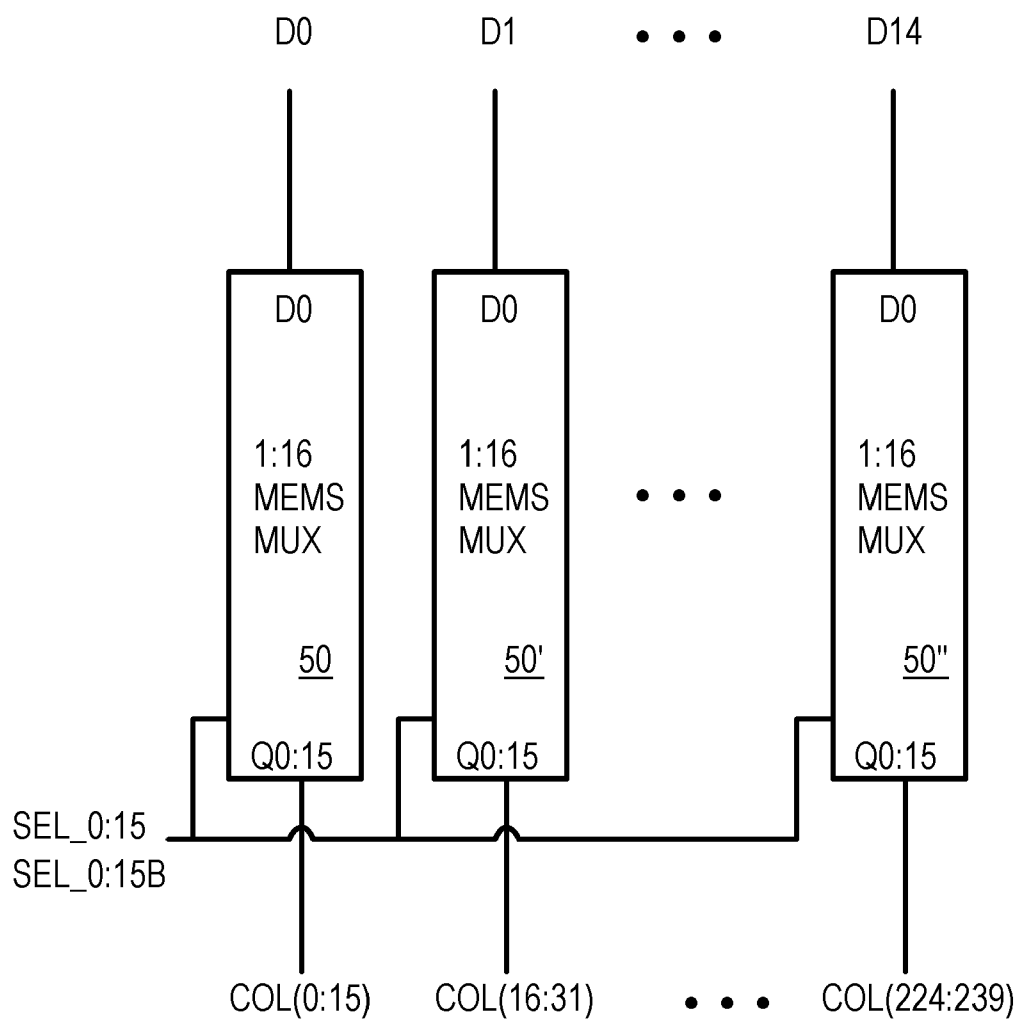 D0 D1 • • • D14
D0 D0 D0
1:16 1:16 1:16
MEMS MEMS • • • MEMS
MUX MUX MUX
50 50' 50"
Q0:15 Q0:15 Q0:15
SEL_0:15
SEL_0:15B
COL(0:15) COL(16:31) • • • COL(224:239)